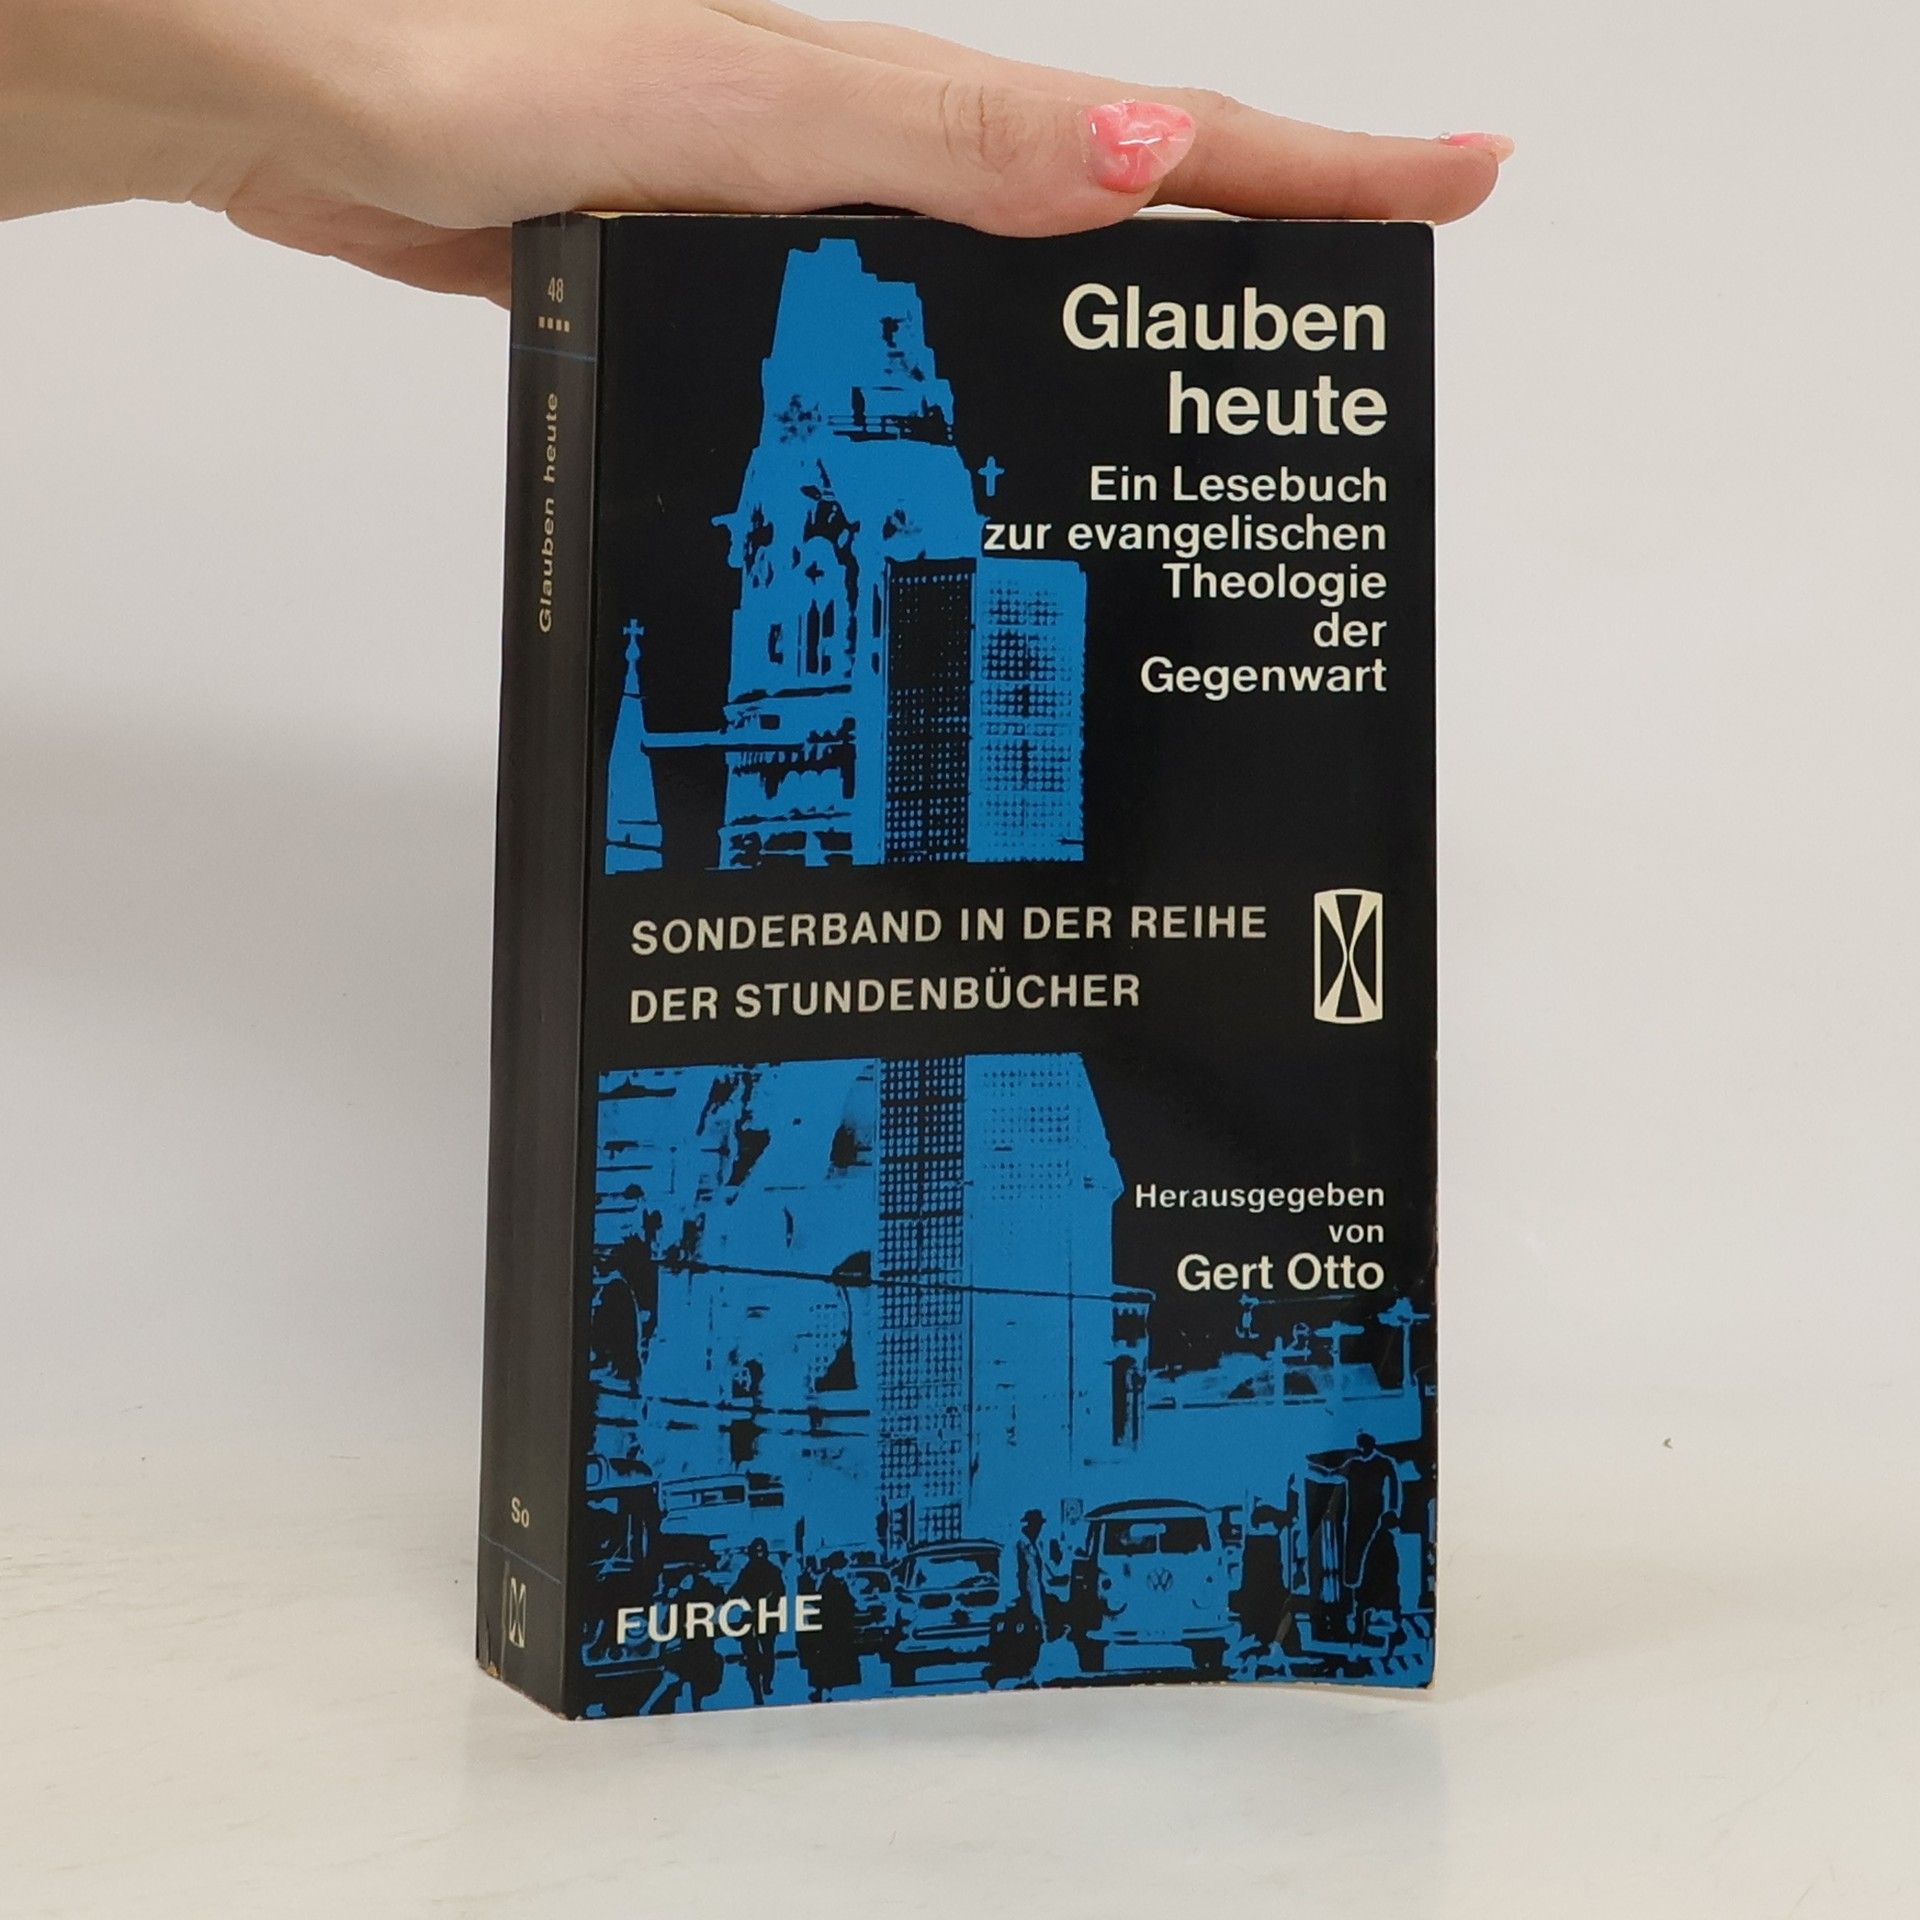 48
Glauben heute
So
Glauben
heute
Ein Lesebuch
zur evangelischen
Theologie
der
Gegenwart
SONDERBAND IN DER REIHE
DER STUNDENBÜCHER
Herausgegeben
von
Gert Otto
FURCHE